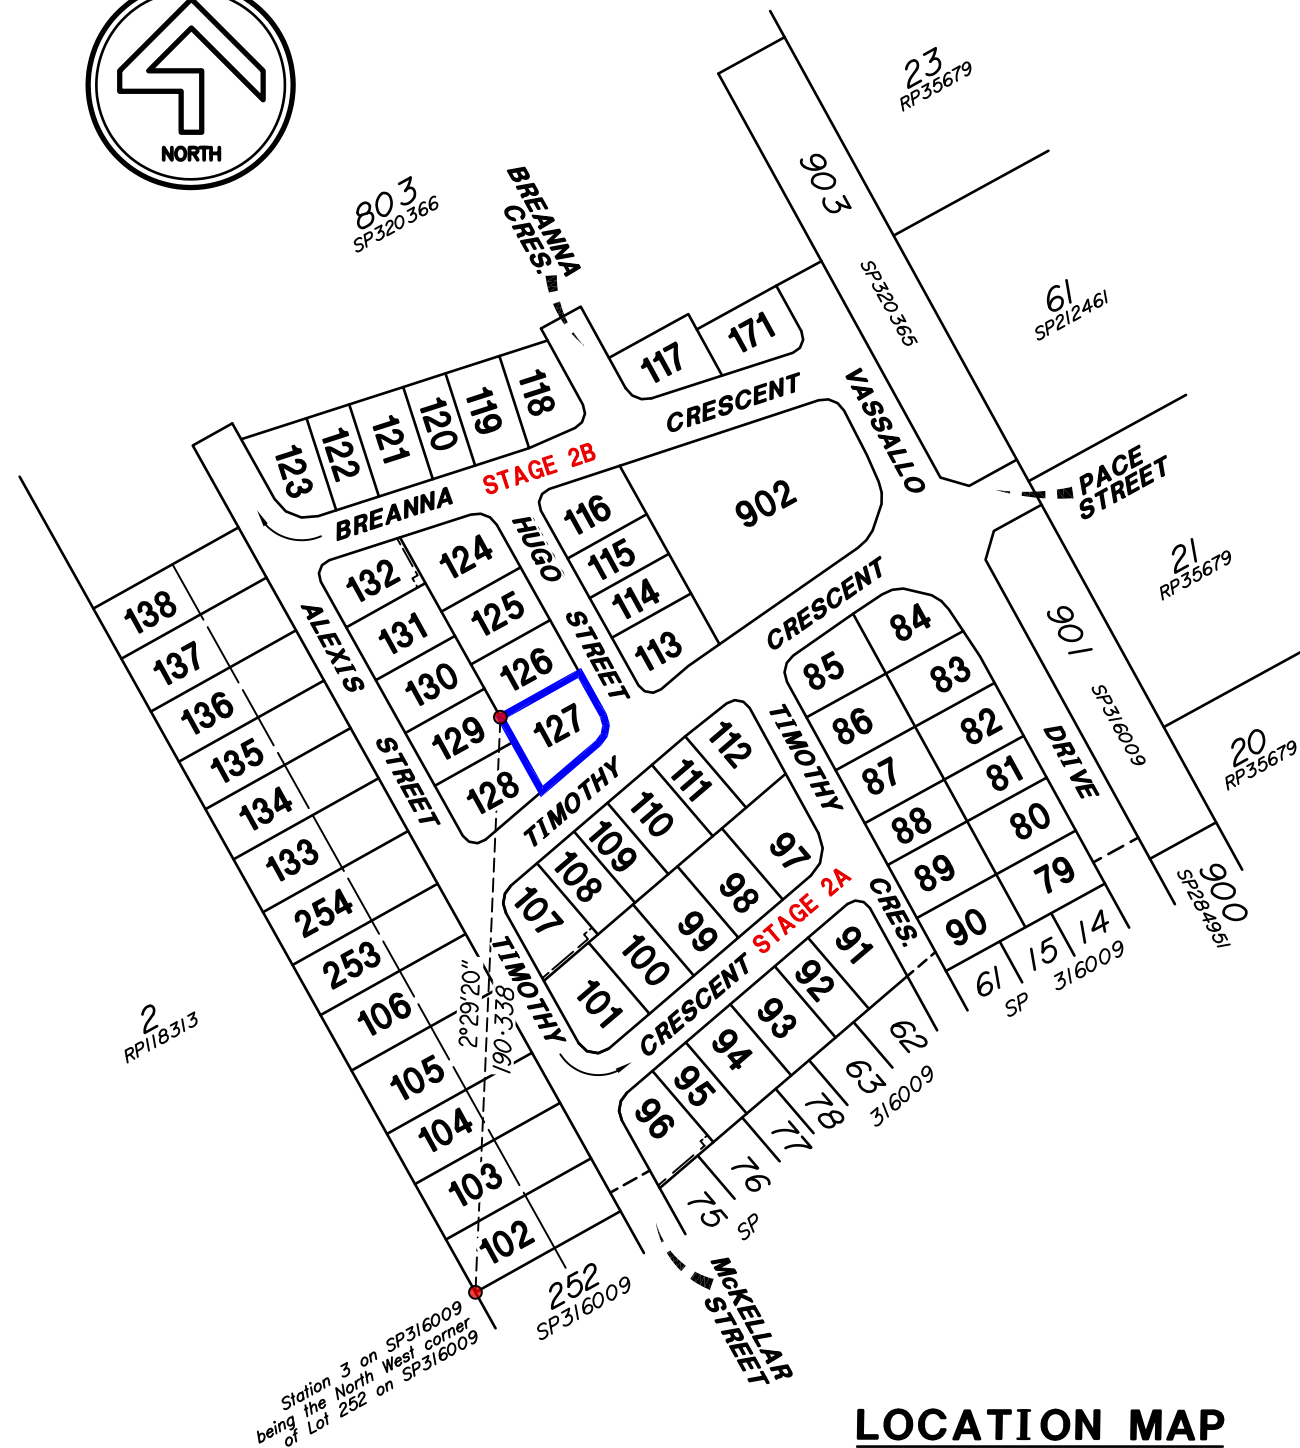 NORTH
23
RP35679
903
803
SP320366
BREANNA
CRES.
61
SP212461
SP320365
117
171
118
119
120
121
122
123
CRESCENT
VASSALLO
STAGE 2B
BREANNA
PACE
STREET
902
116
115
114
113
HUGO
STREET
124
125
126
127
132
131
130
129
128
ALEXIS
STREET
21
RP35679
901
SP316009
20
RP35679
CRESCENT
TIMOTHY
138
137
136
135
134
133
254
253
106
105
104
103
102
84
85
83
86
82
87
81
88
80
89
79
90
DRIVE
TIMOTHY
CRES.
112
111
110
109
108
107
97
98
99
100
101
STAGE 2A
CRESCENT
TIMOTHY
91
92
93
94
95
96
900
SP284951
14
15
61
SP 316009
62
63
78
77
76
75
SP 316009
2
RP118313
2°29'20"
190·338
252
SP316009
McKELLAR
STREET
Station 3 on SP316009
being the North West corner
of Lot 252 on SP316009
LOCATION MAP